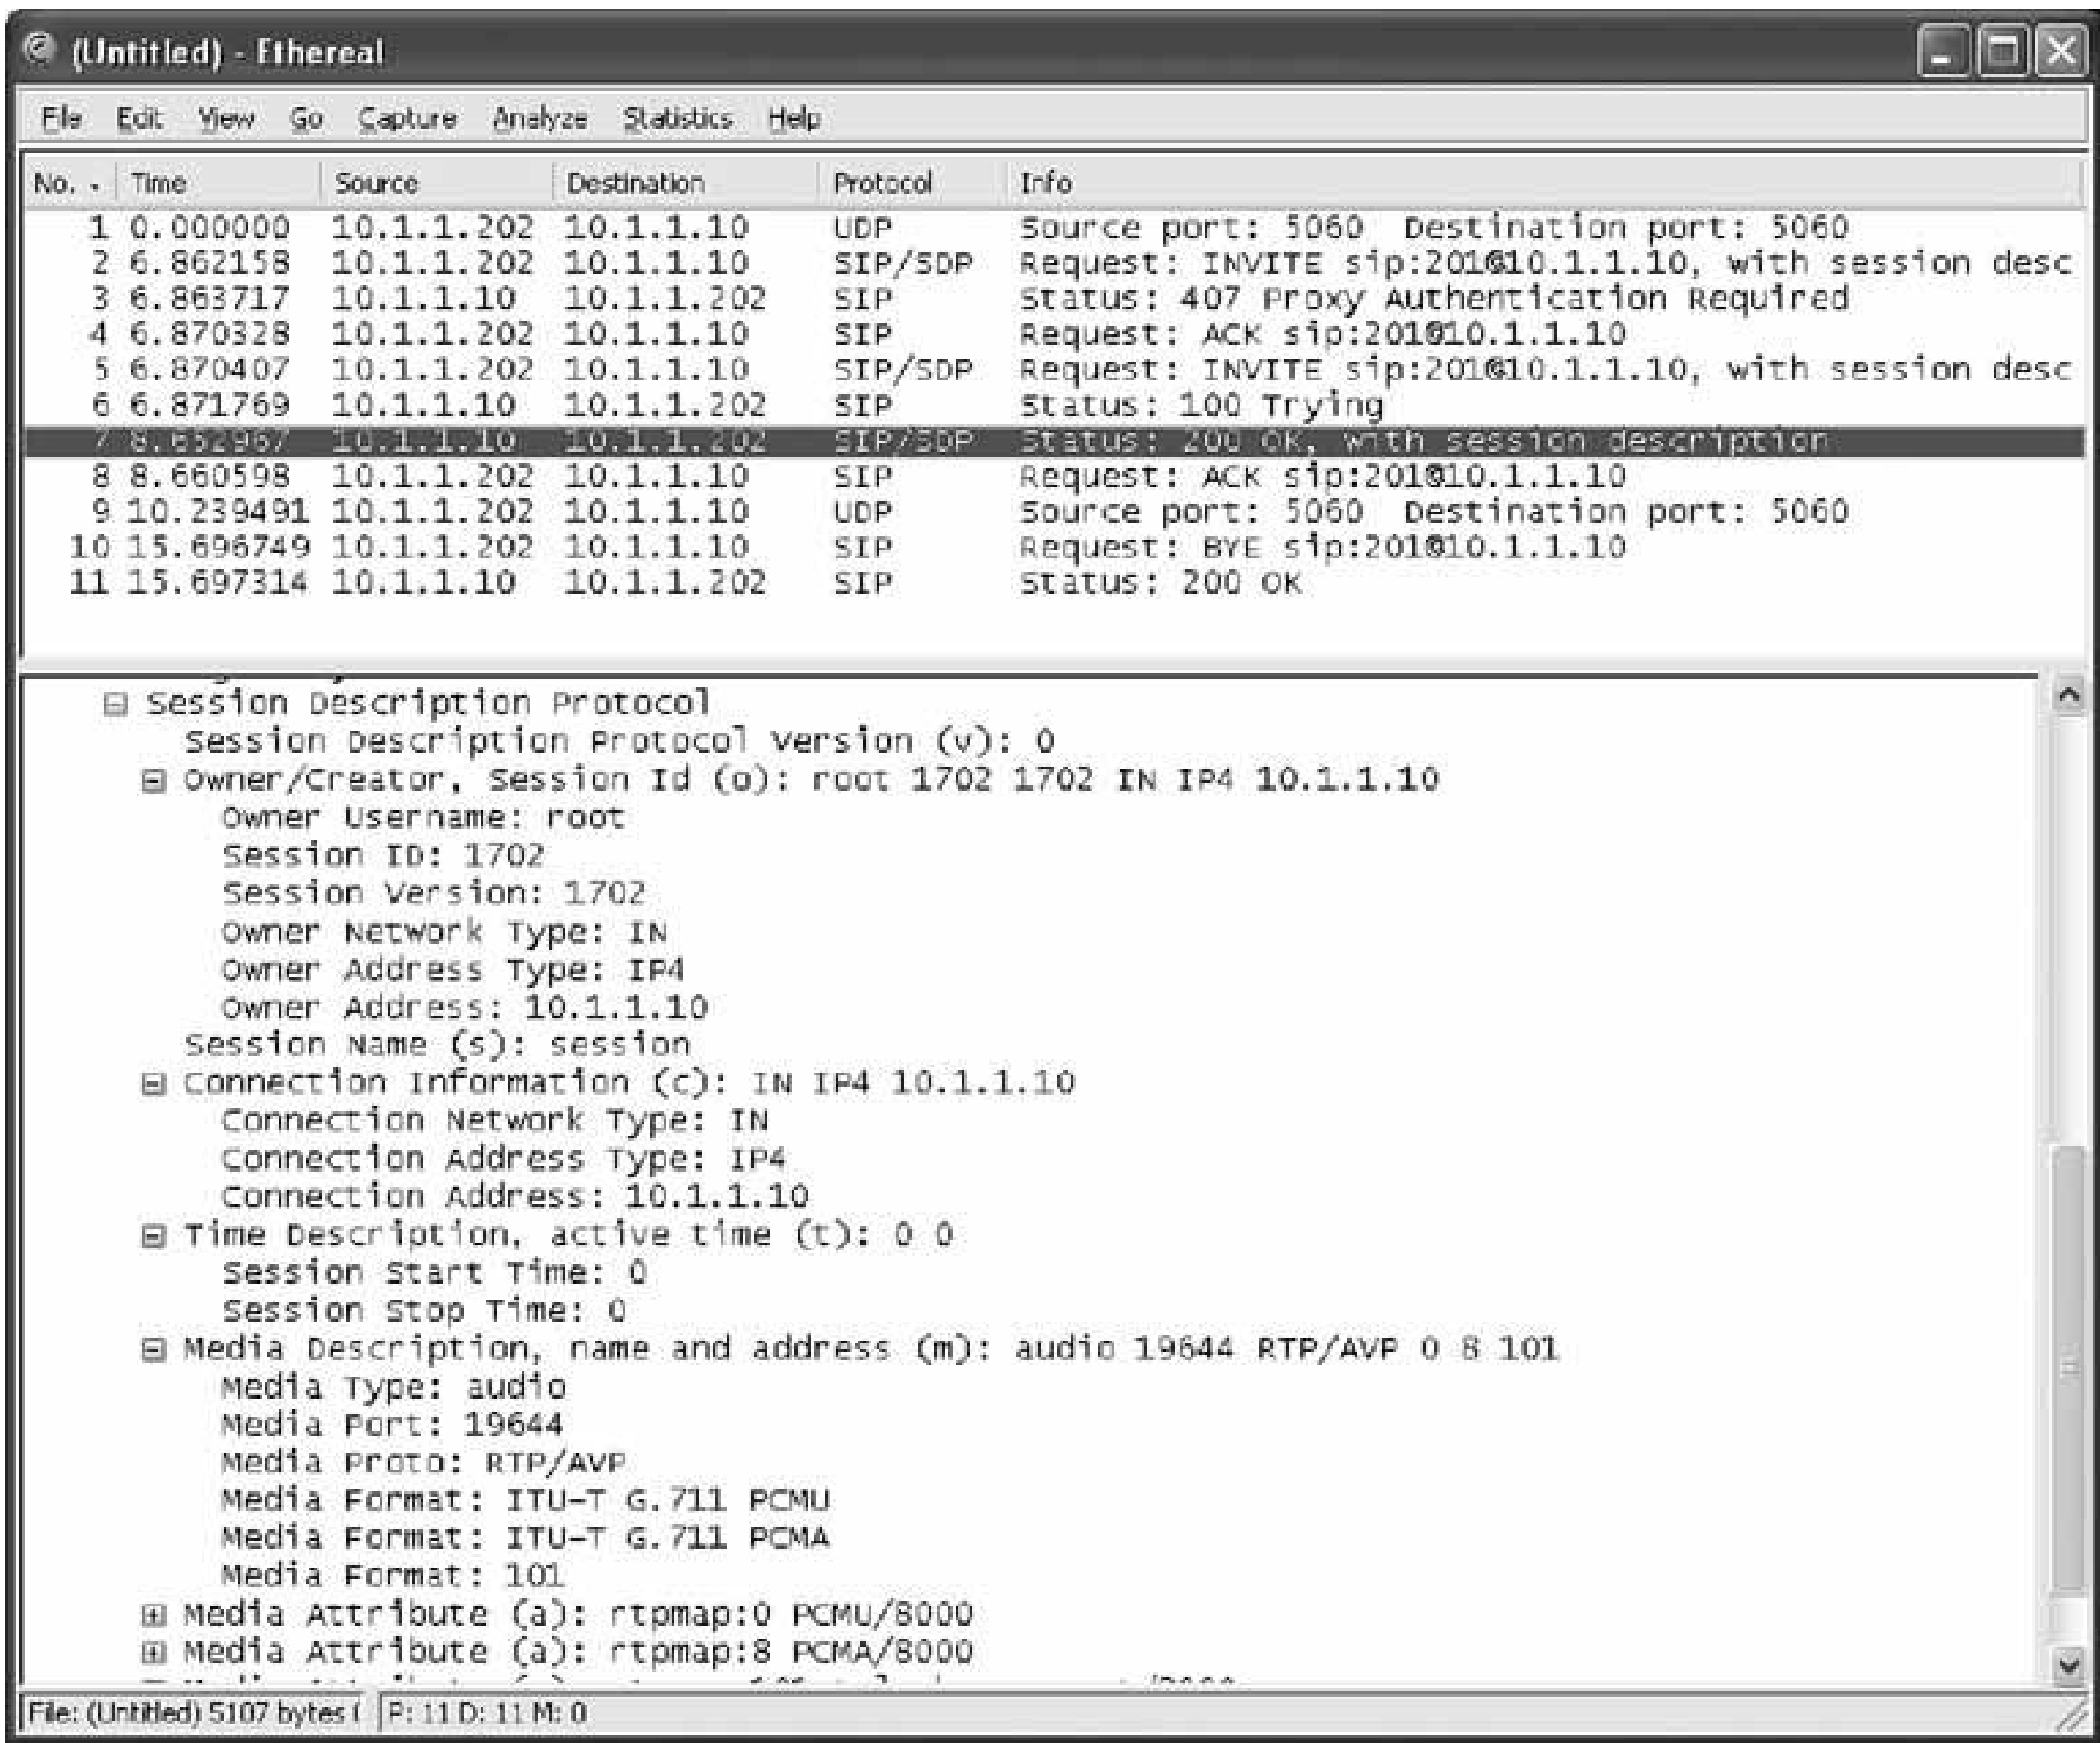 (Untitled) - Ethereal
File Edit View Go Capture Analyze Statistics Help
No. Time Source Destination Protocol Info
1 0.000000 10.1.1.202 10.1.1.10 UDP Source port: 5060 Destination port: 5060
2 6.862158 10.1.1.202 10.1.1.10 SIP/SDP Request: INVITE sip:201@10.1.1.10, with session desc
3 6.863717 10.1.1.10 10.1.1.202 SIP Status: 407 Proxy Authentication Required
4 6.870328 10.1.1.202 10.1.1.10 SIP Request: ACK sip:201@10.1.1.10
5 6.870407 10.1.1.202 10.1.1.10 SIP/SDP Request: INVITE sip:201@10.1.1.10, with session desc
6 6.871769 10.1.1.10 10.1.1.202 SIP Status: 100 Trying
7 8.652967 10.1.1.10 10.1.1.202 SIP/SDP Status: 200 OK, with session description
8 8.660598 10.1.1.202 10.1.1.10 SIP Request: ACK sip:201@10.1.1.10
9 10.239491 10.1.1.202 10.1.1.10 UDP Source port: 5060 Destination port: 5060
10 15.696749 10.1.1.202 10.1.1.10 SIP Request: BYE sip:201@10.1.1.10
11 15.697314 10.1.1.10 10.1.1.202 SIP Status: 200 OK
Session Description Protocol
Session Description Protocol Version (v): 0
Owner/Creator, Session Id (o): root 1702 1702 IN IP4 10.1.1.10
Owner Username: root
Session ID: 1702
Session Version: 1702
Owner Network Type: IN
Owner Address Type: IP4
Owner Address: 10.1.1.10
Session Name (s): session
Connection Information (c): IN IP4 10.1.1.10
Connection Network Type: IN
Connection Address Type: IP4
Connection Address: 10.1.1.10
Time Description, active time (t): 0 0
Session Start Time: 0
Session Stop Time: 0
Media Description, name and address (m): audio 19644 RTP/AVP 0 8 101
Media Type: audio
Media Port: 19644
Media Proto: RTP/AVP
Media Format: ITU-T G.711 PCMU
Media Format: ITU-T G.711 PCMA
Media Format: 101
Media Attribute (a): rtpmap:0 PCMU/8000
Media Attribute (a): rtpmap:8 PCMA/8000
File: (Untitled) 5107 bytes ( P: 11 D: 11 M: 0